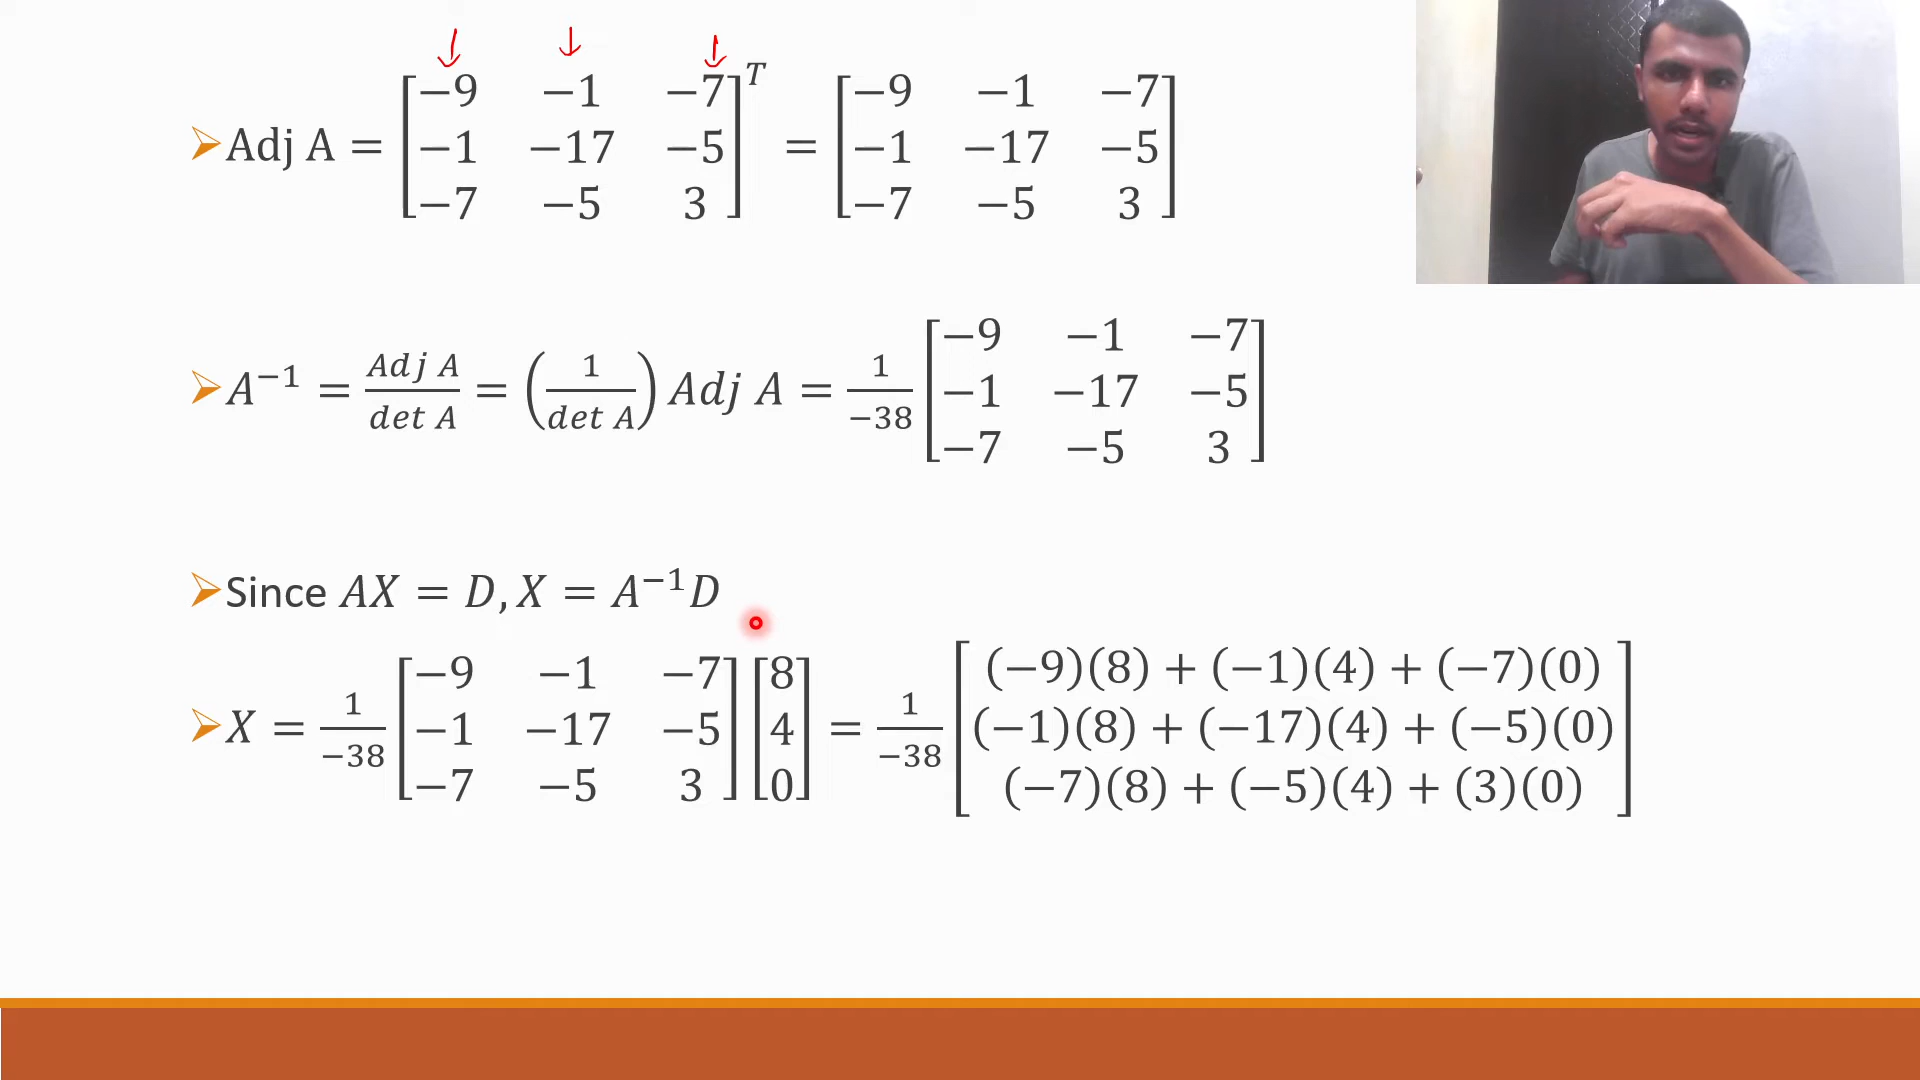 Adj A = [−9 −1 −7; −1 −17 −5; −7 −5 3]^T = [−9 −1 −7; −1 −17 −5; −7 −5 3]
A^−1 = Adj A / det A = (1 / det A) Adj A = 1/−38 [−9 −1 −7; −1 −17 −5; −7 −5 3]
Since AX = D, X = A^−1 D
X = 1/−38 [−9 −1 −7; −1 −17 −5; −7 −5 3] [8; 4; 0] = 1/−38 [(−9)(8) + (−1)(4) + (−7)(0); (−1)(8) + (−17)(4) + (−5)(0); (−7)(8) + (−5)(4) + (3)(0)]